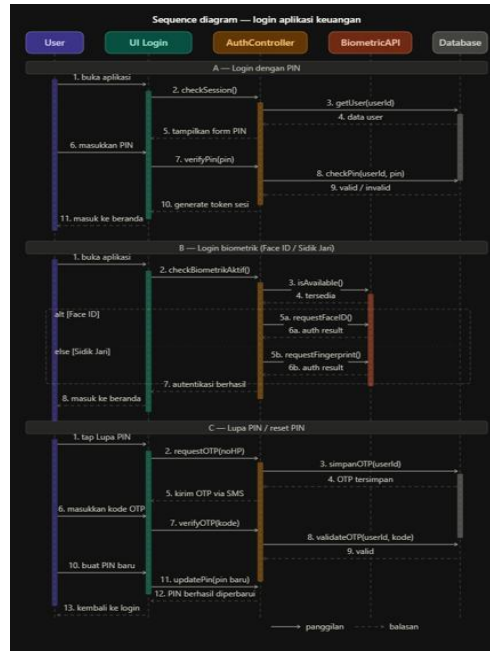 Sequence diagram — login aplikasi keuangan
User
UI Login
AuthController
BiometricAPI
Database
A — Login dengan PIN
1. buka aplikasi
2. checkSession()
3. getUser(userId)
4. data user
5. tampilkan form PIN
6. masukkan PIN
7. verifyPin(pin)
8. checkPin(userId, pin)
9. valid / invalid
10. generate token sesi
11. masuk ke beranda
B — Login biometrik (Face ID / Sidik Jari)
1. buka aplikasi
2. checkBiometrikAktif()
3. isAvailable()
4. tersedia
alt [Face ID]
5a. requestFaceID()
6a. auth result
else [Sidik Jari]
5b. requestFingerprint()
6b. auth result
7. autentikasi berhasil
8. masuk ke beranda
C — Lupa PIN / reset PIN
1. tap Lupa PIN
2. requestOTP(noHP)
3. simpanOTP(userId)
4. OTP tersimpan
5. kirim OTP via SMS
6. masukkan kode OTP
7. verifyOTP(kode)
8. validateOTP(userId, kode)
9. valid
10. buat PIN baru
11. updatePin(pin baru)
12. PIN berhasil diperbarui
13. kembali ke login
panggilan
balasan